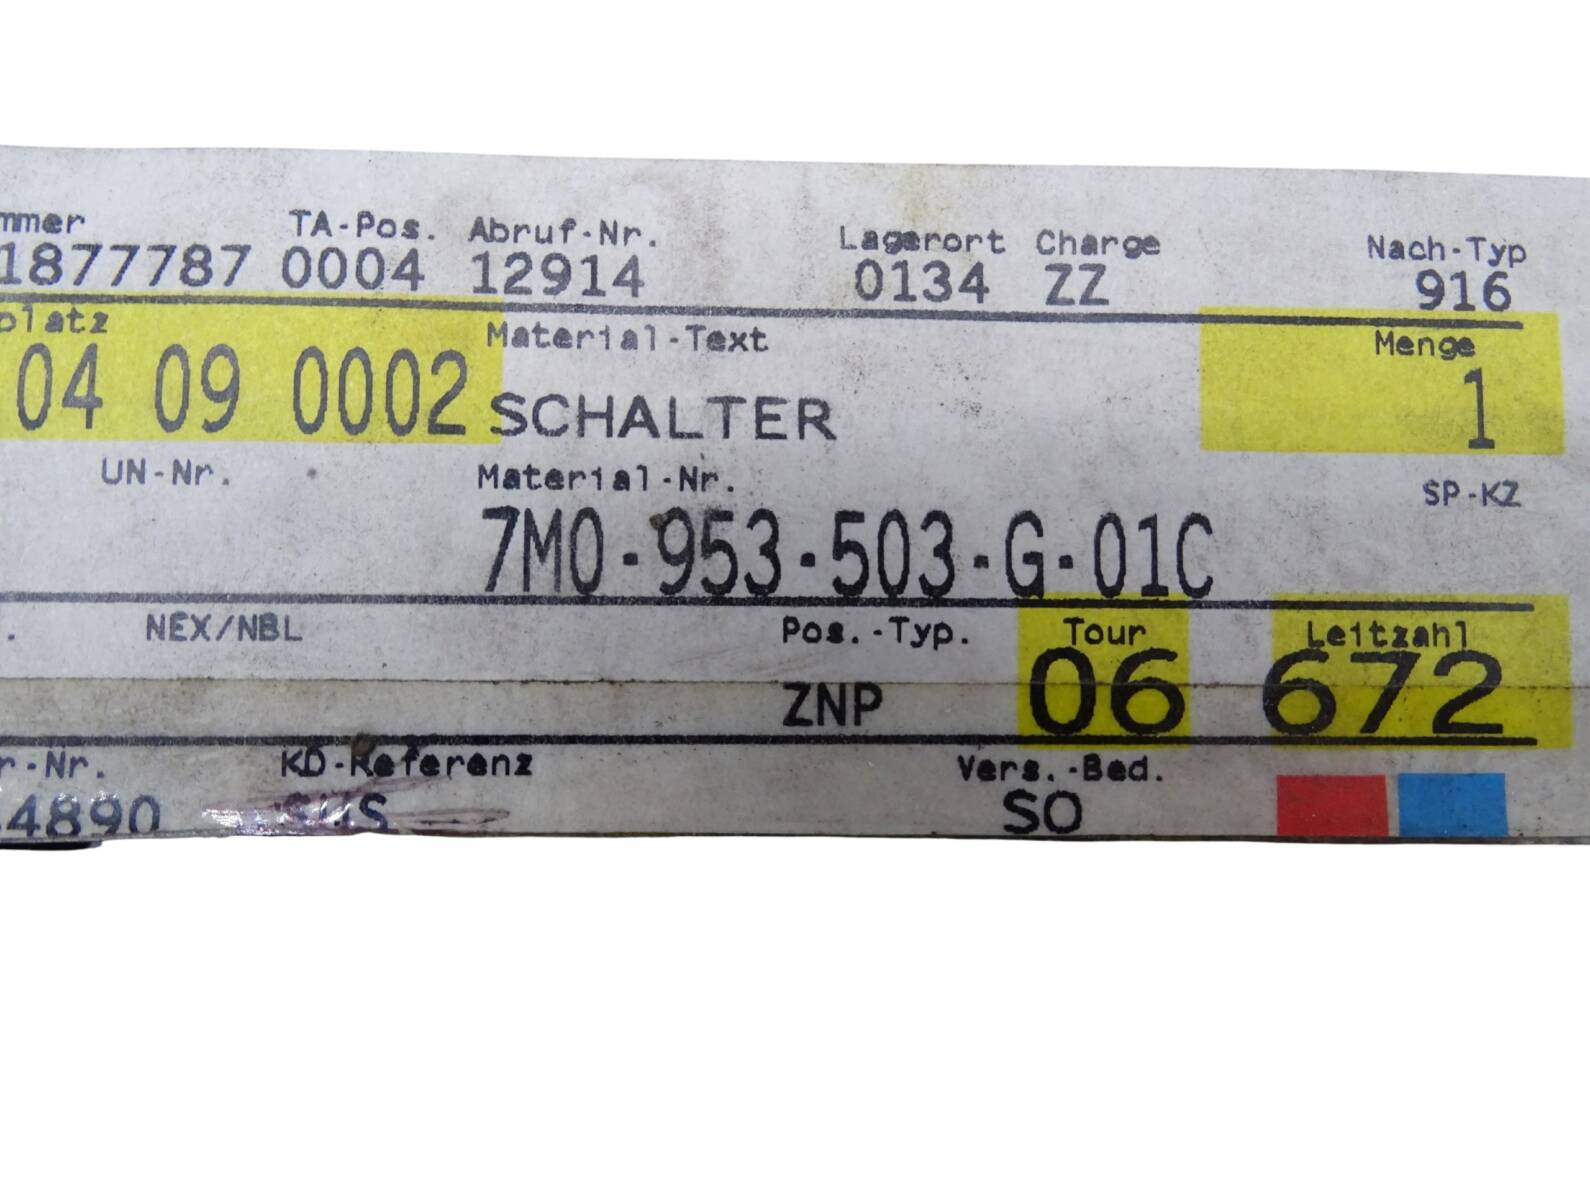 mmer TA-Pos. Abruf-Nr. Lagerort Charge Nach-Typ
1877787 0004 12914 0134 ZZ 916
platz Material-Text Menge
04 09 0002 SCHALTER 1
UN-Nr. Material-Nr. SP-KZ
7M0-953-503-G-01C
. NEX/NBL Pos.-Typ. Tour Leitzahl
ZNP 06 672
r-Nr. KD-Referenz Vers.-Bed.
4890 SO